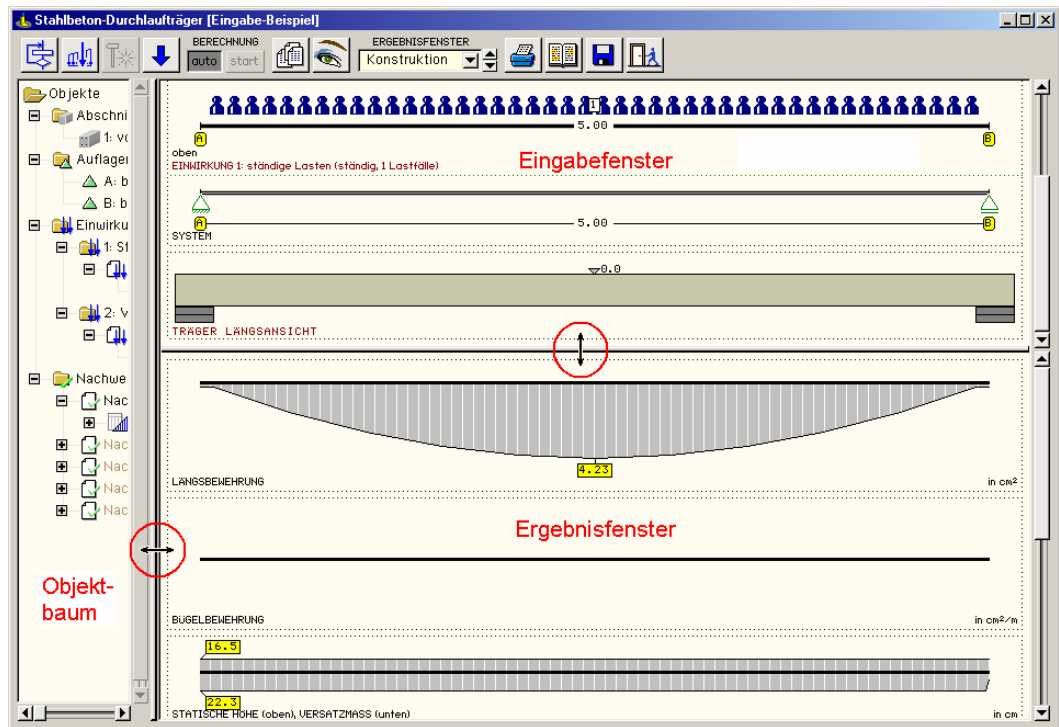 Stahlbeton-Durchlaufträger [Eingabe-Beispiel]
BERECHNUNG
auto start
ERGEBNISFENSTER
Konstruktion
Objekte
Abschni
1: vo
Auflager
A: b
B: b
Einwirku
1: St
2: V
Nachwe
Nac
Nac
Nac
Nac
Nac
Objekt-
baum
1
5.00
A
B
oben
EINWIRKUNG 1: ständige Lasten (ständig, 1 Lastfälle)
Eingabefenster
A
5.00
B
SYSTEM
0.0
TRÄGER LÄNGSANSICHT
4.23
LÄNGSBEWEHRUNG
in cm²
Ergebnisfenster
BÜGELBEWEHRUNG
in cm²/m
16.5
22.3
STATISCHE HÖHE (oben), VERSATZMASS (unten)
in cm